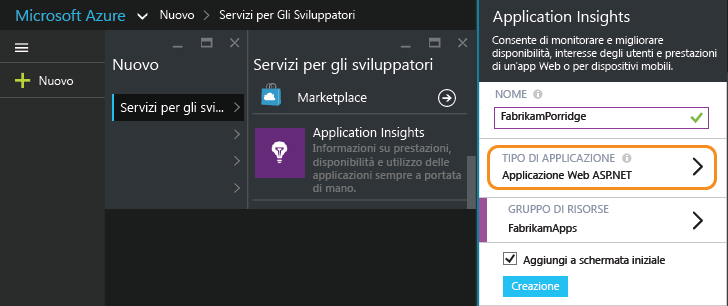 Microsoft Azure Nuovo > Servizi per Gli Sviluppatori
Nuovo
Nuovo
Servizi per gli svi...
Servizi per gli sviluppatori
Marketplace
Application Insights
Informazioni su prestazioni,
disponibilità e utilizzo delle
applicazioni sempre a portata
di mano.
Application Insights
Consente di monitorare e migliorare
disponibilità, interesse degli utenti e prestazioni
di un'app Web o per dispositivi mobili.
NOME
FabrikamPorridge
TIPO DI APPLICAZIONE
Applicazione Web ASP.NET
GRUPPO DI RISORSE
FabrikamApps
Aggiungi a schermata iniziale
Creazione